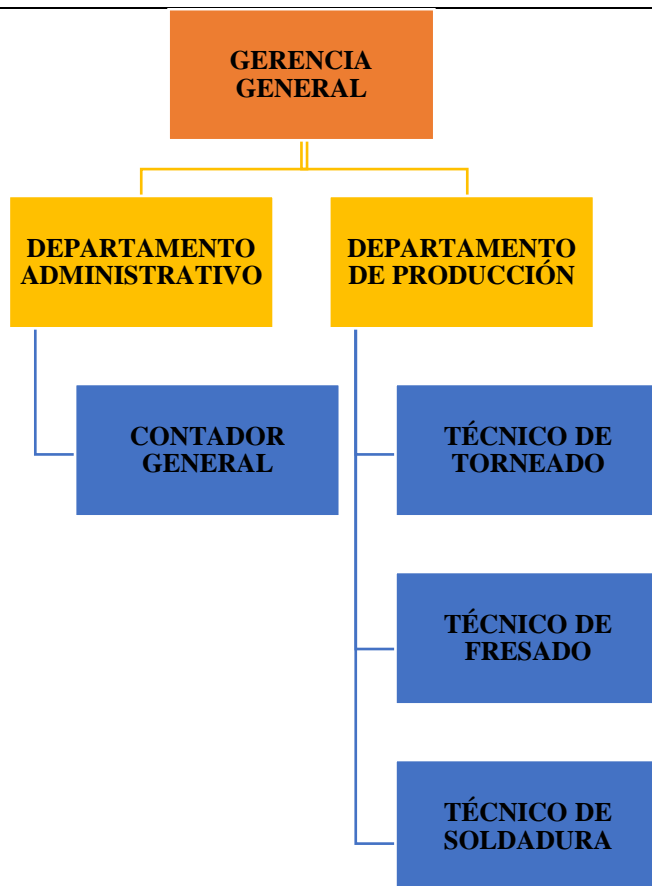 GERENCIA
GENERAL
DEPARTAMENTO
ADMINISTRATIVO
DEPARTAMENTO
DE PRODUCCIÓN
CONTADOR
GENERAL
TÉCNICO DE
TORNEADO
TÉCNICO DE
FRESADO
TÉCNICO DE
SOLDADURA